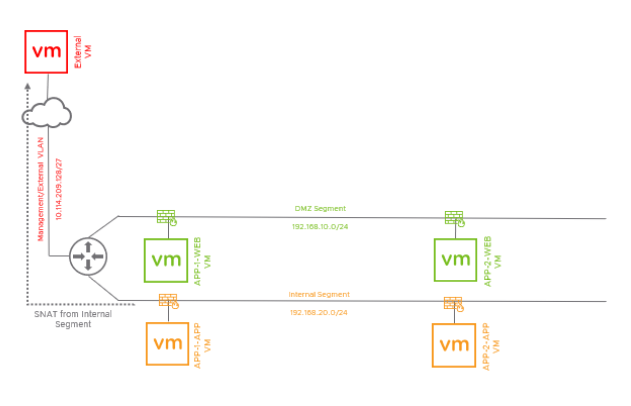 vm
External
VM
Management/External VLAN
10.114.209.128/27
DMZ Segment
192.168.10.0/24
vm
APP-1-WEB
VM
vm
APP-2-WEB
VM
Internal Segment
192.168.20.0/24
SNAT from Internal
Segment
vm
APP-1-APP
VM
vm
APP-2-APP
VM